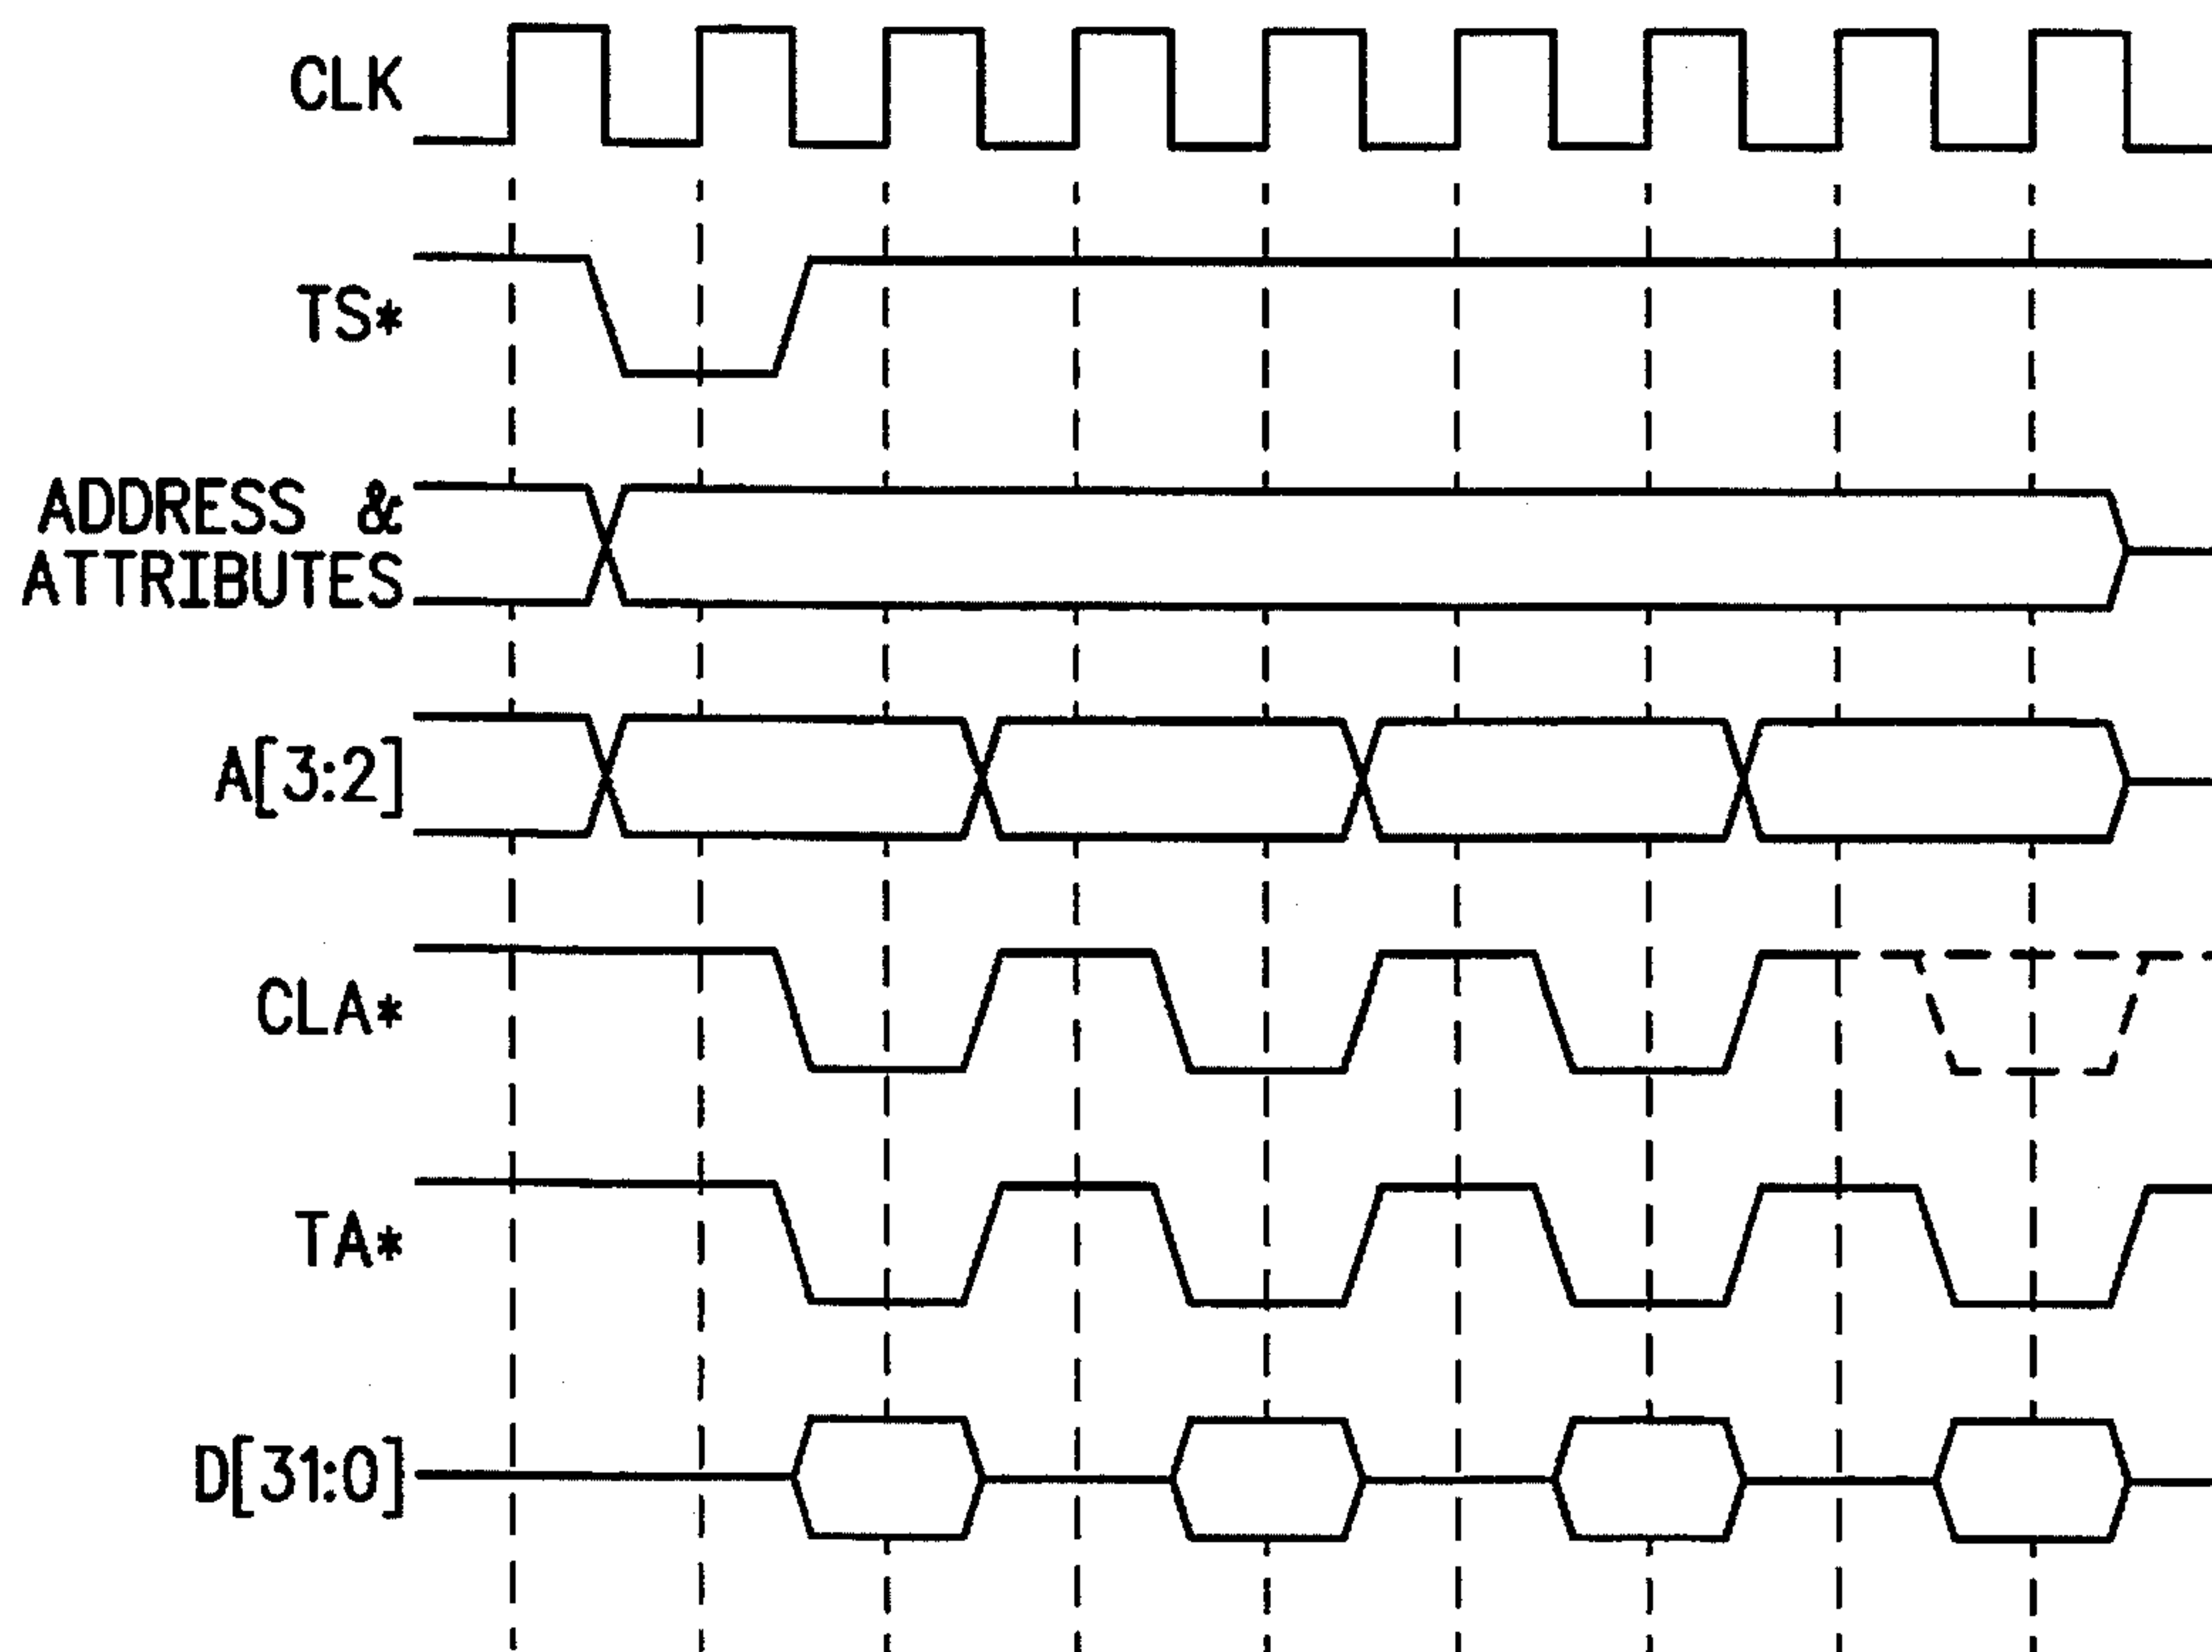 CLK
TS*
ADDRESS &
ATTRIBUTES
A[3:2]
CLA*
TA*
D[31:0]